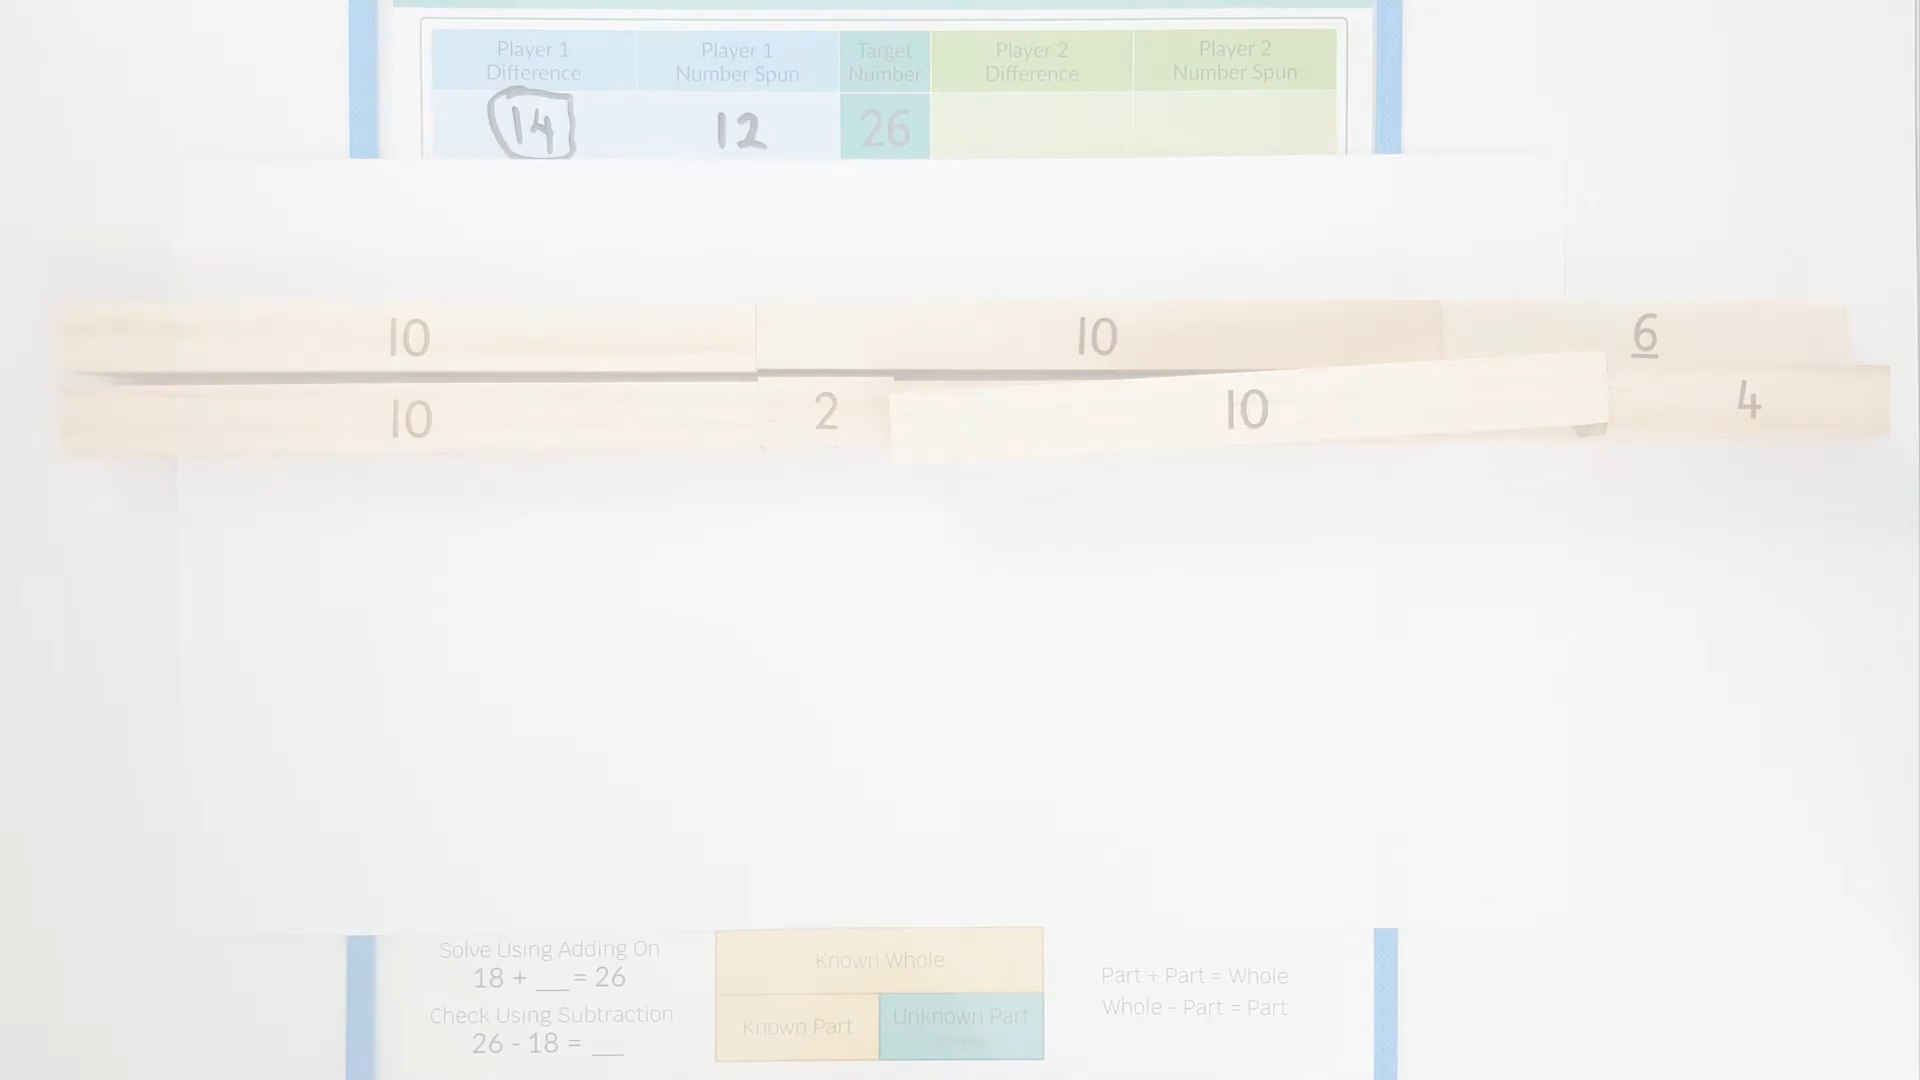 Player 1 Difference
Player 1 Number Spun
Target Number
Player 2 Difference
Player 2 Number Spun
14
12
26
10
10
6
10
2
10
4
Solve Using Adding On
18 + __ = 26
Check Using Subtraction
26 - 18 = __
Known Whole
Known Part
Unknown Part
(Difference)
Part + Part = Whole
Whole - Part = Part